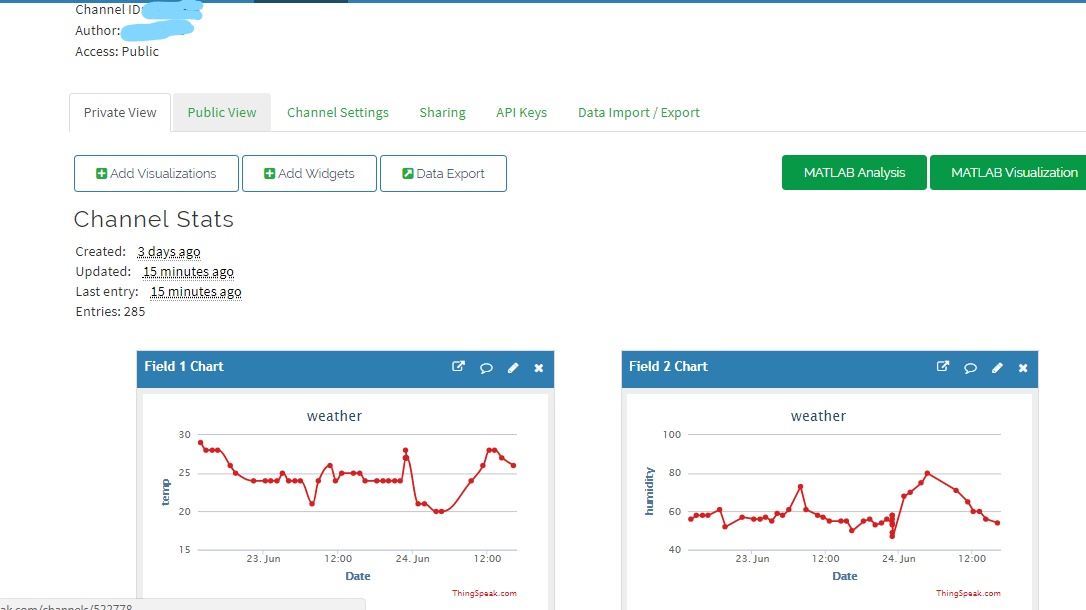 Channel ID:
Author:
Access: Public
Private View Public View Channel Settings Sharing API Keys Data Import / Export
Add Visualizations Add Widgets Data Export MATLAB Analysis MATLAB Visualization
Channel Stats
Created: 3 days ago
Updated: 15 minutes ago
Last entry: 15 minutes ago
Entries: 285
Field 1 Chart
weather
temp
30
25
20
15
23. Jun 12:00 24. Jun 12:00
Date
ThingSpeak.com
Field 2 Chart
weather
humidity
100
80
60
40
23. Jun 12:00 24. Jun 12:00
Date
ThingSpeak.com
ak.com/channels/522778